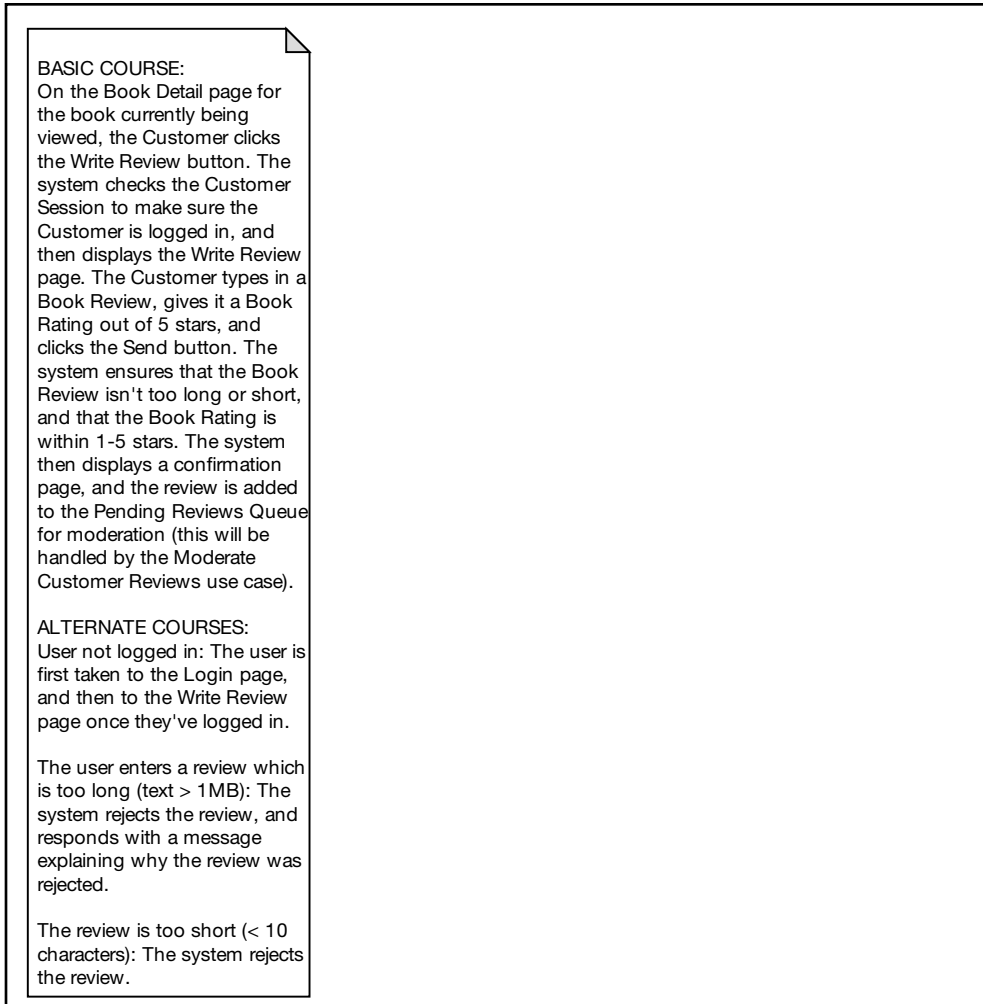 BASIC COURSE:
On the Book Detail page for
the book currently being
viewed, the Customer clicks
the Write Review button. The
system checks the Customer
Session to make sure the
Customer is logged in, and
then displays the Write Review
page. The Customer types in a
Book Review, gives it a Book
Rating out of 5 stars, and
clicks the Send button. The
system ensures that the Book
Review isn't too long or short,
and that the Book Rating is
within 1-5 stars. The system
then displays a confirmation
page, and the review is added
to the Pending Reviews Queue
for moderation (this will be
handled by the Moderate
Customer Reviews use case).

ALTERNATE COURSES:
User not logged in: The user is
first taken to the Login page,
and then to the Write Review
page once they've logged in.

The user enters a review which
is too long (text > 1MB): The
system rejects the review, and
responds with a message
explaining why the review was
rejected.

The review is too short (< 10
characters): The system rejects
the review.